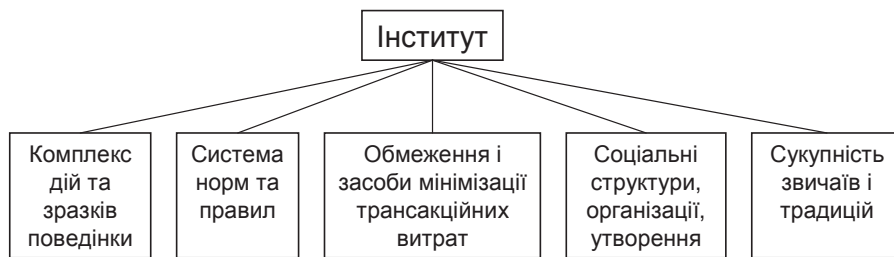 Інститут
Комплекс
дій та
зразків
поведінки
Система
норм та
правил
Обмеження і
засоби мінімізації
трансакційних
витрат
Соціальні
структури,
організації,
утворення
Сукупність
звичаїв і
традицій